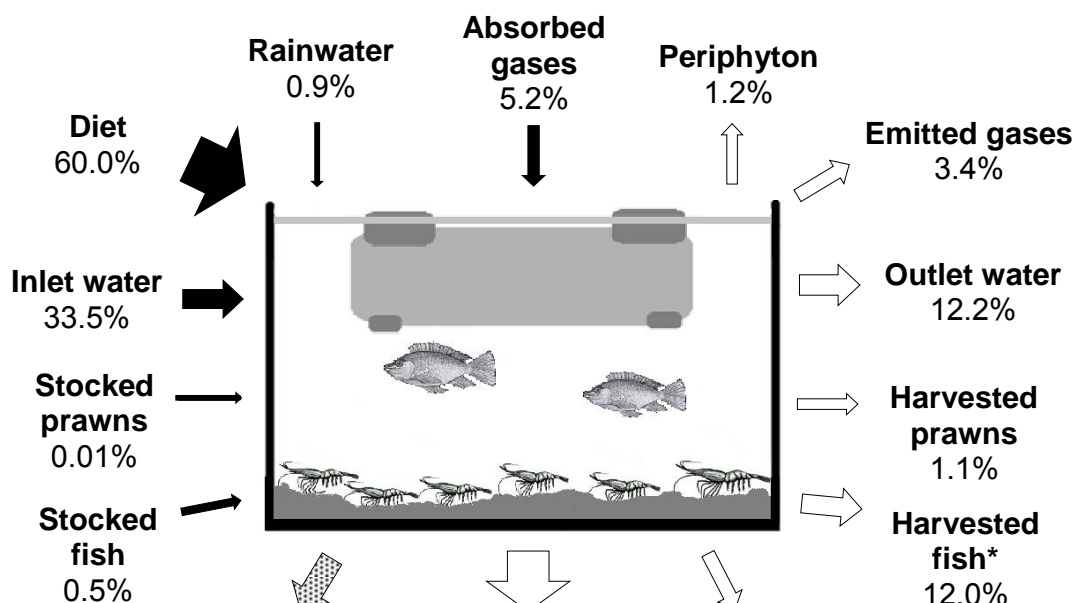 Rainwater
0.9%
Absorbed
gases
5.2%
Periphyton
1.2%
Diet
60.0%
Emitted gases
3.4%
Inlet water
33.5%
Outlet water
12.2%
Stocked
prawns
0.01%
Harvested
prawns
1.1%
Stocked
fish
0.5%
Harvested
fish*
12.0%